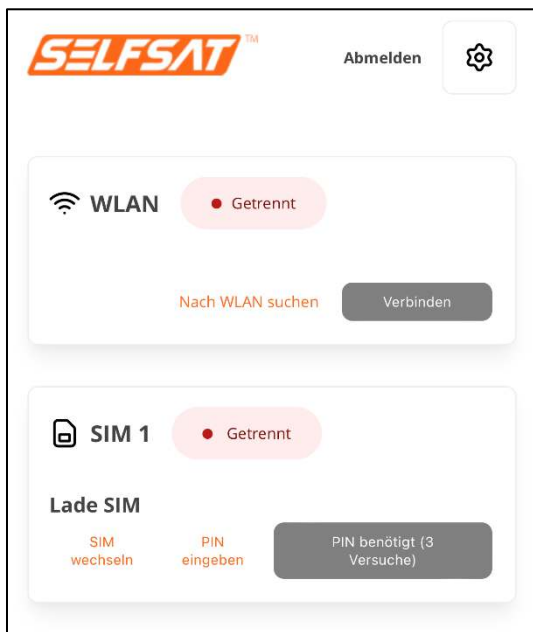 SELFSAT™
Abmelden
WLAN
Getrennt
Nach WLAN suchen
Verbinden
SIM 1
Getrennt
Lade SIM
SIM
wechseln
PIN
eingeben
PIN benötigt (3
Versuche)